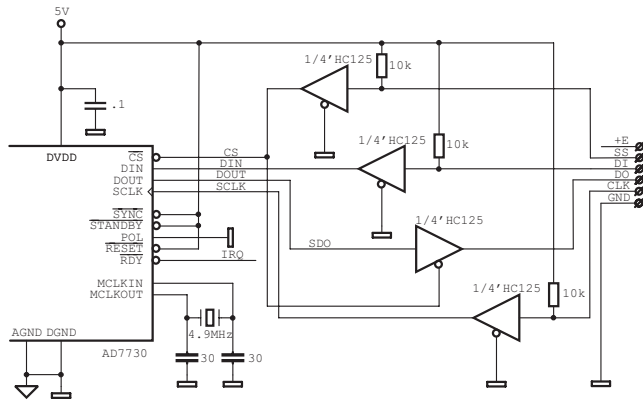 5V
1/4'HC125
10k
.1
1/4'HC125
10k
+E
SS
DI
DO
CLK
GND
DVDD
CS
DIN
DOUT
SCLK
CS
DIN
DOUT
SCLK
SYNC
STANDBY
POL
RESET
RDY
IRQ
SDO
1/4'HC125
1/4'HC125
10k
MCLKIN
MCLKOUT
4.9MHz
AGND DGND
AD7730
30
30